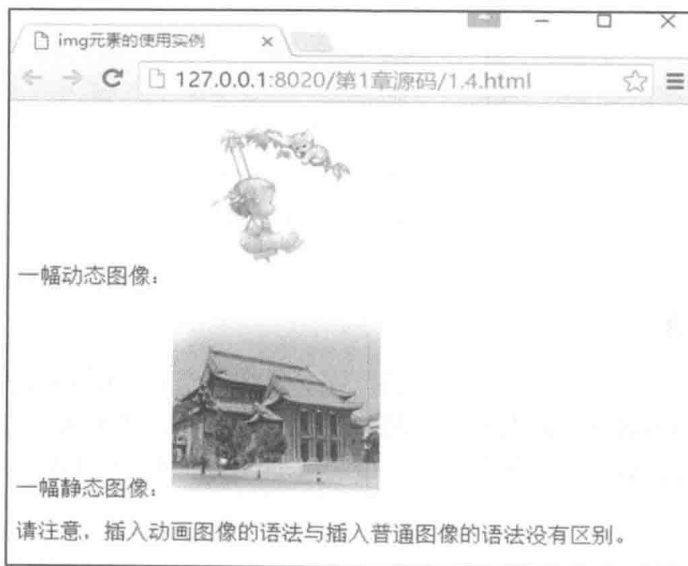 img元素的使用实例
127.0.0.1:8020/第1章源码/1.4.html
一幅动态图像：
一幅静态图像：
请注意，插入动画图像的语法与插入普通图像的语法没有区别。